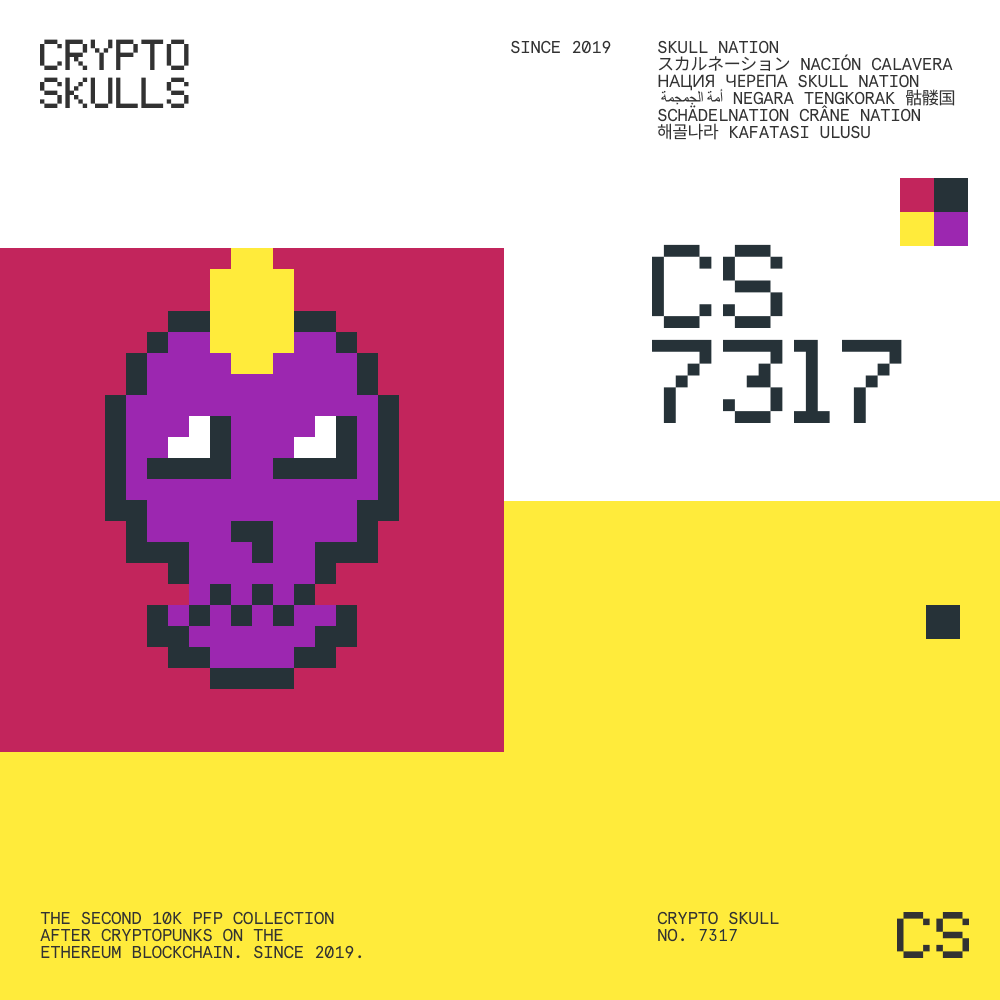 CRYPTO
SKULLS
SINCE 2019
SKULL NATION
スカルネーション NACIÓN CALAVERA
НАЦИЯ ЧЕРЕПА SKULL NATION
أمة الجمجمة NEGARA TENGKORAK 骷髅国
SCHÄDELNATION CRÂNE NATION
해골나라 KAFATASI ULUSU
CS
7317
THE SECOND 10K PFP COLLECTION
AFTER CRYPTOPUNKS ON THE
ETHEREUM BLOCKCHAIN. SINCE 2019.
CRYPTO SKULL
NO. 7317
CS